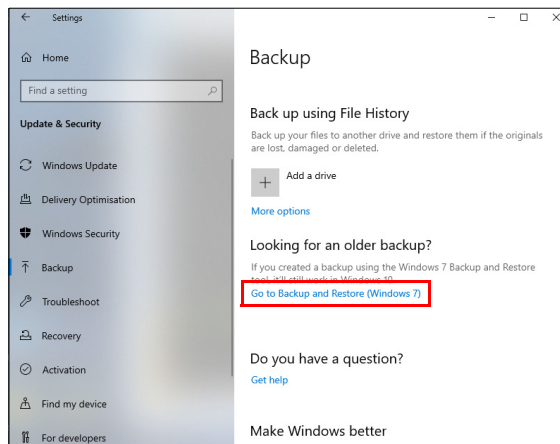 Settings
Home
Find a setting
Update & Security
Windows Update
Delivery Optimisation
Windows Security
Backup
Troubleshoot
Recovery
Activation
Find my device
For developers
Backup
Back up using File History
Back up your files to another drive and restore them if the originals
are lost, damaged or deleted.
Add a drive
More options
Looking for an older backup?
If you created a backup using the Windows 7 Backup and Restore
tool, it'll still work in Windows 10.
Go to Backup and Restore (Windows 7)
Do you have a question?
Get help
Make Windows better